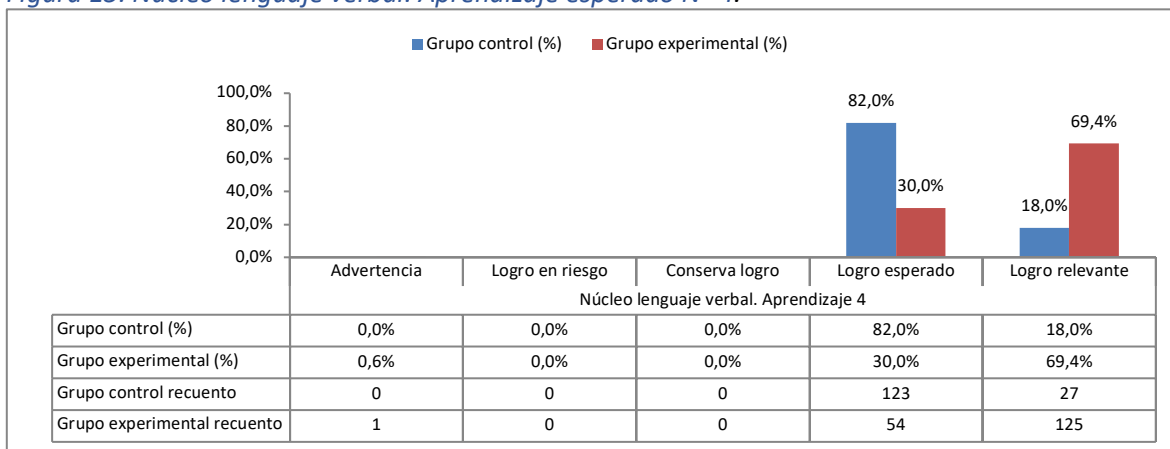 Grupo control (%) Grupo experimental (%)
100,0%
80,0%
60,0%
40,0%
20,0%
0,0%
82,0%
30,0%
18,0%
69,4%
Advertencia Logro en riesgo Conserva logro Logro esperado Logro relevante
Núcleo lenguaje verbal. Aprendizaje 4
Grupo control (%) 0,0% 0,0% 0,0% 82,0% 18,0%
Grupo experimental (%) 0,6% 0,0% 0,0% 30,0% 69,4%
Grupo control recuento 0 0 0 123 27
Grupo experimental recuento 1 0 0 54 125